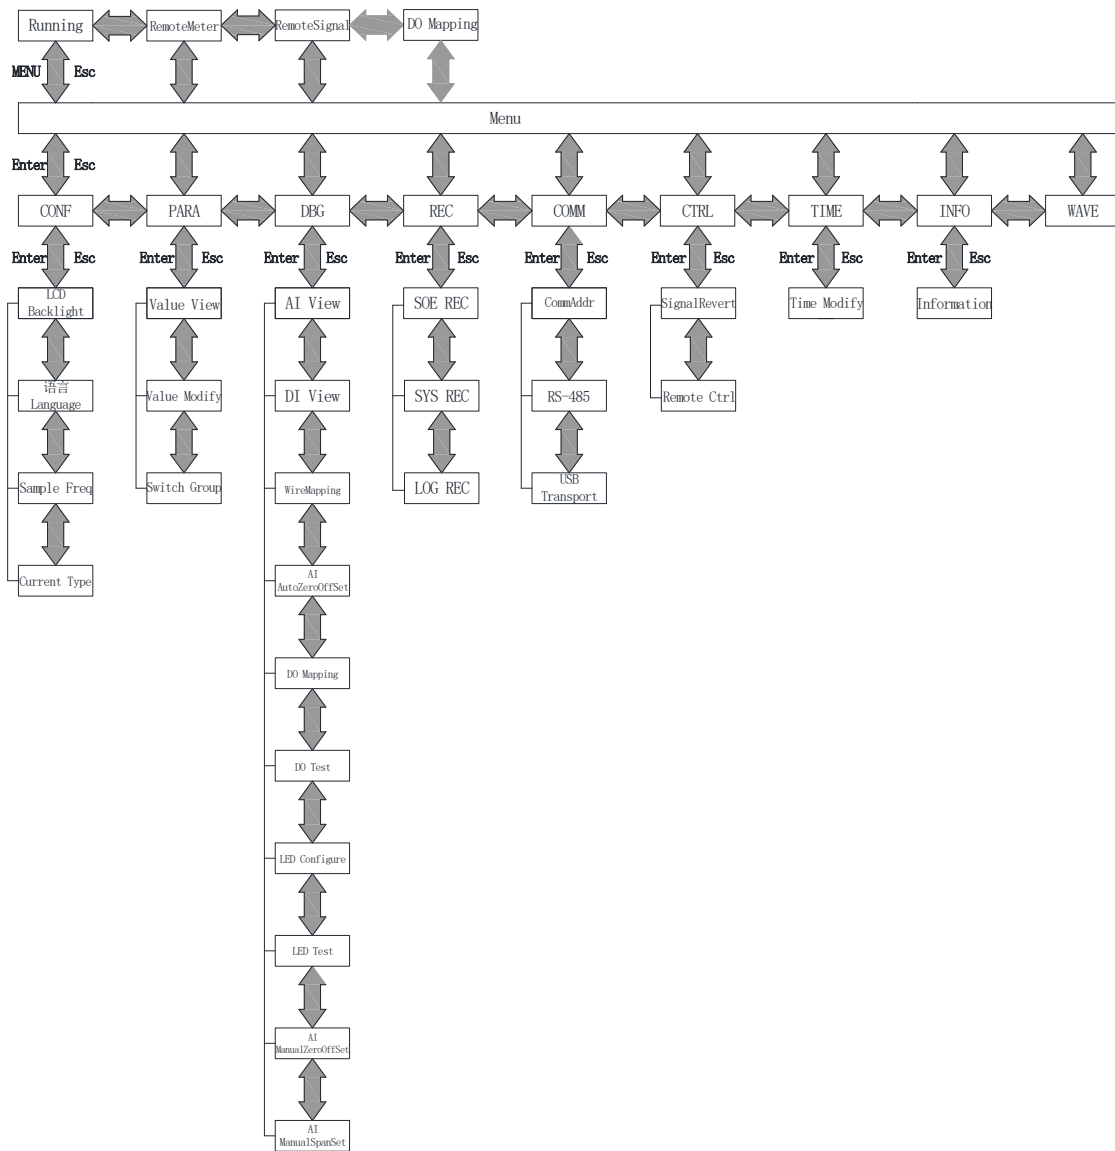 Running
RemoteMeter
RemoteSignal
DO Mapping
MENU
Esc
Menu
Enter
Esc
CONF
PARA
DBG
REC
COMM
CTRL
TIME
INFO
WAVE
Enter
Esc
Enter
Esc
Enter
Esc
Enter
Esc
Enter
Esc
Enter
Esc
Enter
Esc
Enter
Esc
LCD
Backlight
Value View
AI View
SOE REC
CommAddr
SignalRevert
Time Modify
Information
语言
Language
Value Modify
DI View
SYS REC
RS-485
Remote Ctrl
Sample Freq
Switch Group
WireMapping
LOG REC
USB
Transport
Current Type
AI
AutoZeroOffSet
DO Mapping
DO Test
LED Configure
LED Test
AI
ManualZeroOffSet
AI
ManualSpanSet